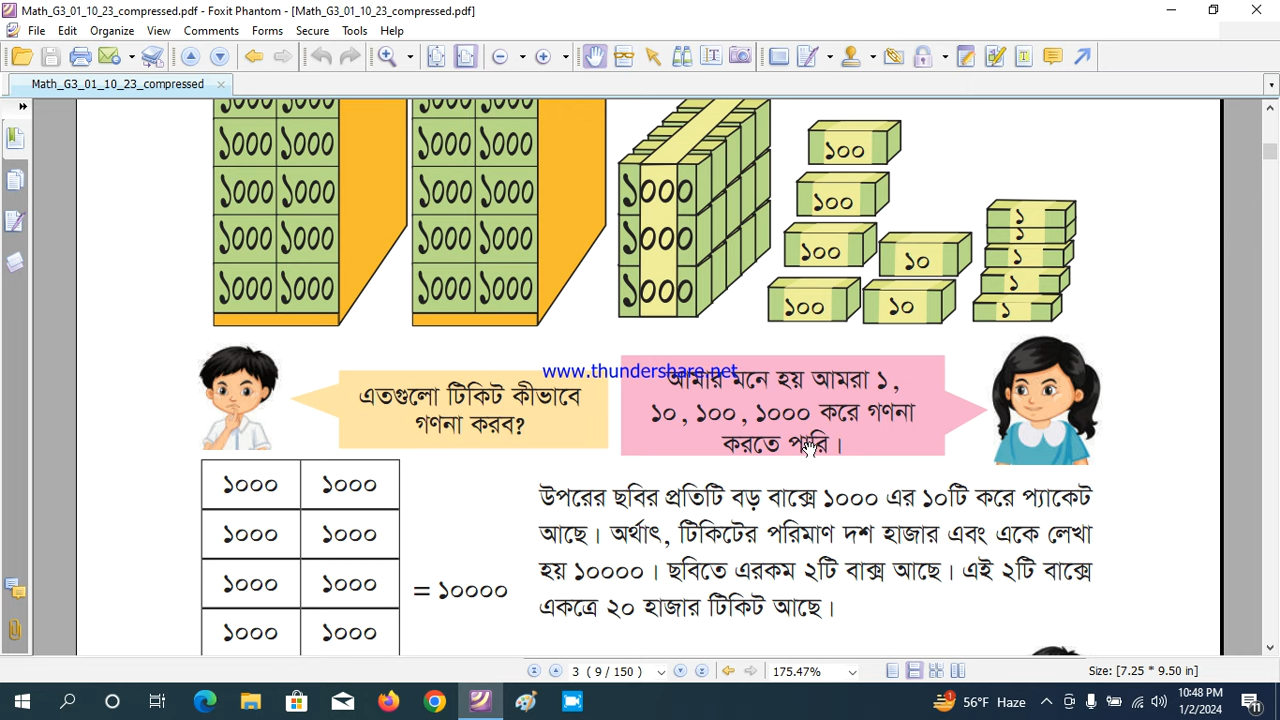 Math_G3_01_10_23_compressed.pdf - Foxit Phantom - [Math_G3_01_10_23_compressed.pdf]
File Edit Organize View Comments Forms Secure Tools Help
Math_G3_01_10_23_compressed
১০০০ ১০০০ ১০০০ ১০০০
১০০০ ১০০০ ১০০০ ১০০০ ১০০
১০০০ ১০০০ ১০০০ ১০০০ ১০০০ ১০০ ১
১০০০ ১০০০ ১০০০ ১০০০ ১০০০ ১০০ ১০ ১ ১
১০০০ ১০০০ ১০০০ ১০০০ ১০০০ ১০০ ১০ ১ ১
www.thundershare.net
এতগুলো টিকিট কীভাবে
গণনা করব?
আমার মনে হয় আমরা ১,
১০, ১০০, ১০০০ করে গণনা
করতে পারি।
১০০০ ১০০০
১০০০ ১০০০
১০০০ ১০০০
১০০০ ১০০০
= ১০০০০
উপরের ছবির প্রতিটি বড় বাক্সে ১০০০ এর ১০টি করে প্যাকেট
আছে। অর্থাৎ, টিকিটের পরিমাণ দশ হাজার এবং একে লেখা
হয় ১০০০০। ছবিতে এরকম ২টি বাক্স আছে। এই ২টি বাক্সে
একত্রে ২০ হাজার টিকিট আছে।
3 ( 9 / 150 ) 175.47% Size: [7.25 * 9.50 in]
56°F Haze 10:48 PM
1/2/2024